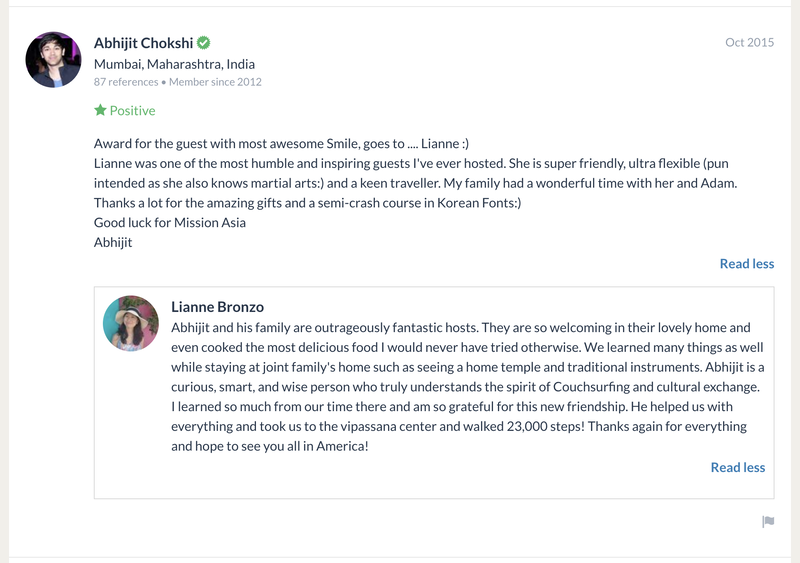 Abhijit Chokshi
Oct 2015
Mumbai, Maharashtra, India
87 references • Member since 2012
Positive
Award for the guest with most awesome Smile, goes to .... Lianne :)
Lianne was one of the most humble and inspiring guests I've ever hosted. She is super friendly, ultra flexible (pun
intended as she also knows martial arts:) and a keen traveller. My family had a wonderful time with her and Adam.
Thanks a lot for the amazing gifts and a semi-crash course in Korean Fonts:)
Good luck for Mission Asia
Abhijit
Read less
Lianne Bronzo
Abhijit and his family are outrageously fantastic hosts. They are so welcoming in their lovely home and
even cooked the most delicious food I would never have tried otherwise. We learned many things as well
while staying at joint family's home such as seeing a home temple and traditional instruments. Abhijit is a
curious, smart, and wise person who truly understands the spirit of Couchsurfing and cultural exchange.
I learned so much from our time there and am so grateful for this new friendship. He helped us with
everything and took us to the vipassana center and walked 23,000 steps! Thanks again for everything
and hope to see you all in America!
Read less